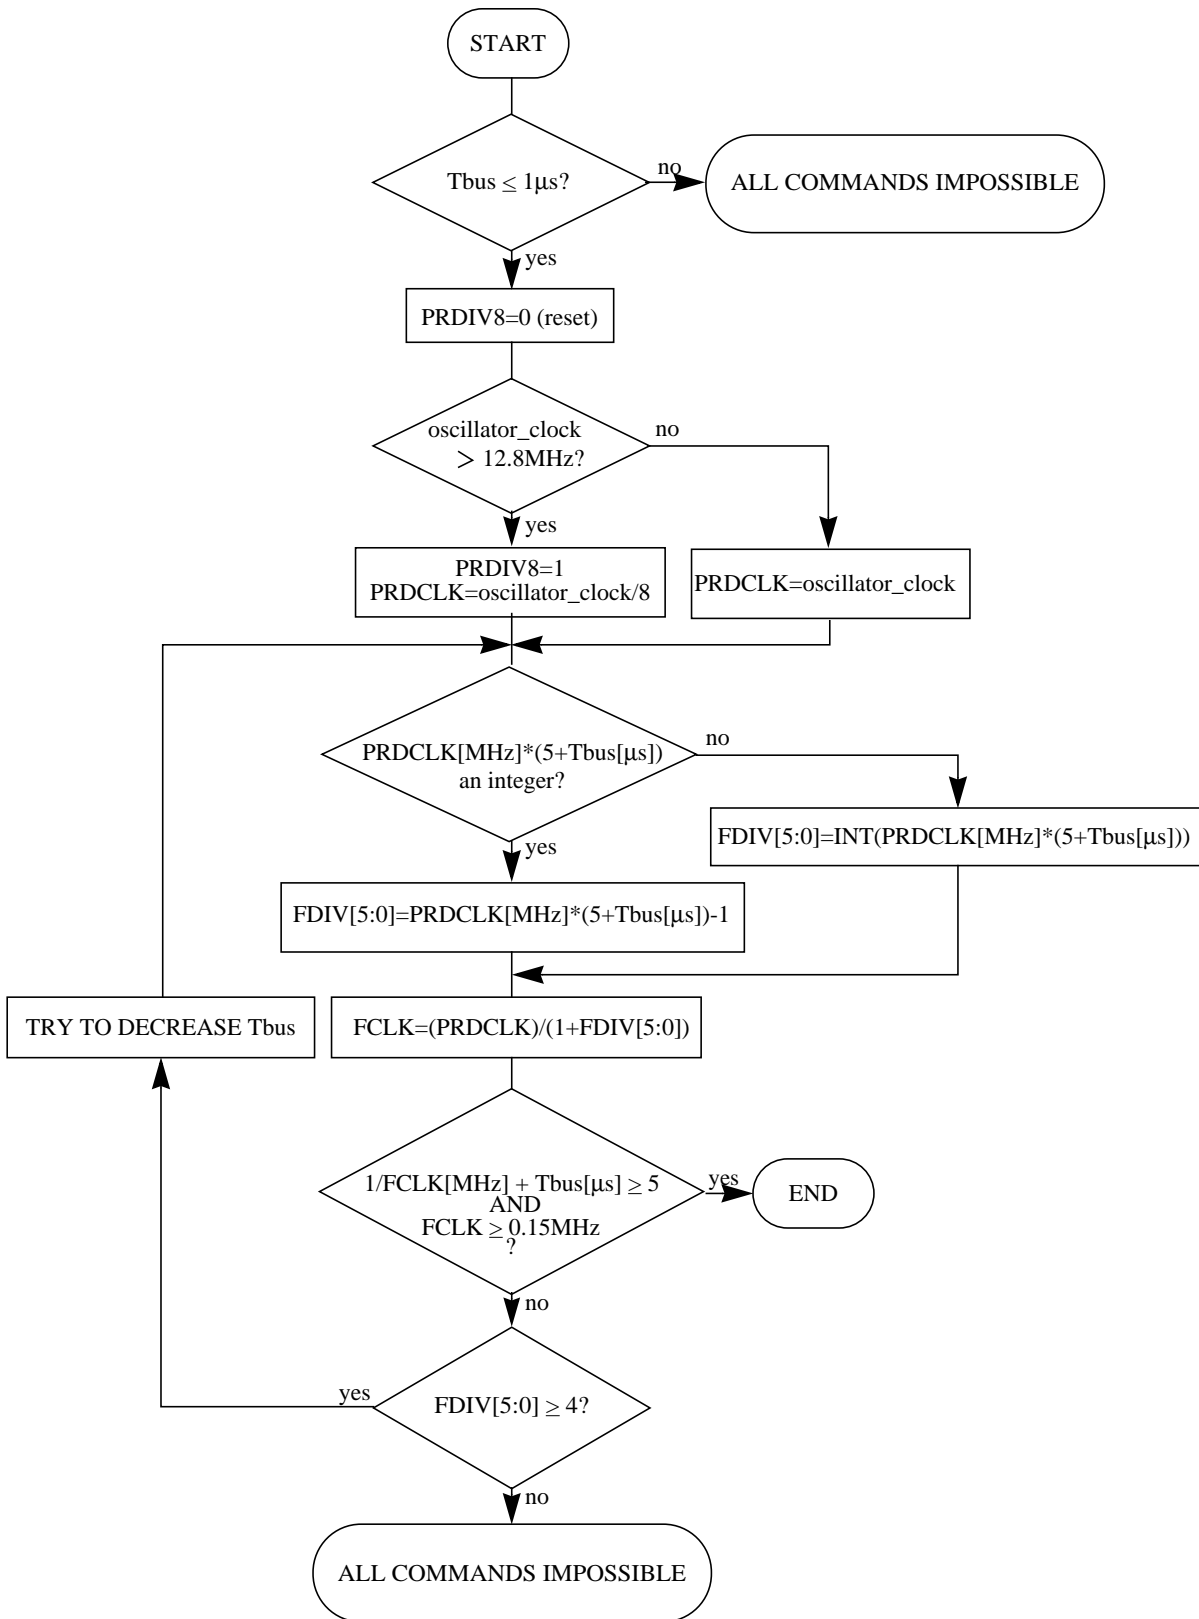 START
Tbus ≤ 1μs?
no
ALL COMMANDS IMPOSSIBLE
yes
PRDIV8=0 (reset)
oscillator_clock
> 12.8MHz?
no
yes
PRDIV8=1
PRDCLK=oscillator_clock/8
PRDCLK=oscillator_clock
PRDCLK[MHz]*(5+Tbus[μs])
an integer?
no
yes
FDIV[5:0]=INT(PRDCLK[MHz]*(5+Tbus[μs]))
FDIV[5:0]=PRDCLK[MHz]*(5+Tbus[μs])-1
TRY TO DECREASE Tbus
FCLK=(PRDCLK)/(1+FDIV[5:0])
1/FCLK[MHz] + Tbus[μs] ≥ 5
AND
FCLK ≥ 0.15MHz
?
yes
END
no
FDIV[5:0] ≥ 4?
yes
no
ALL COMMANDS IMPOSSIBLE